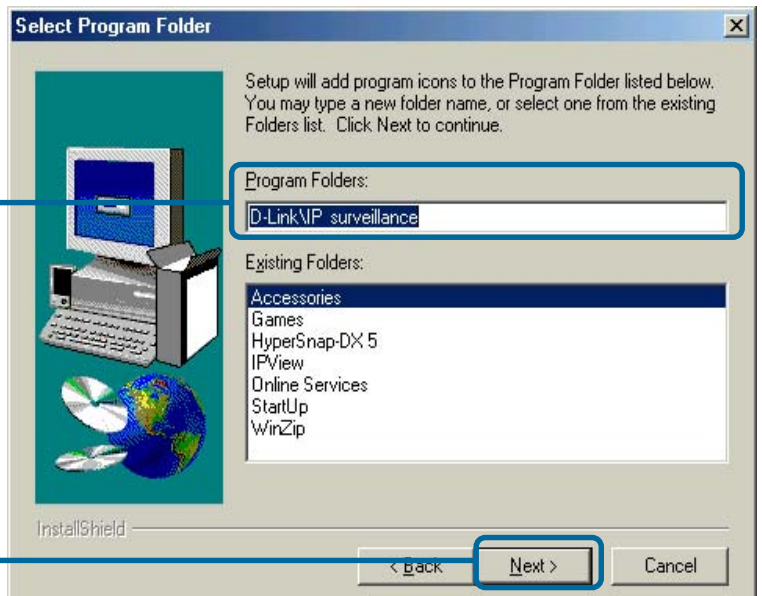 Select Program Folder
Setup will add program icons to the Program Folder listed below.
You may type a new folder name, or select one from the existing
Folders list. Click Next to continue.
Program Folders:
D-Link\IP surveillance
Existing Folders:
Accessories
Games
HyperSnap-DX 5
IPView
Online Services
StartUp
WinZip
InstallShield
< Back
Next >
Cancel